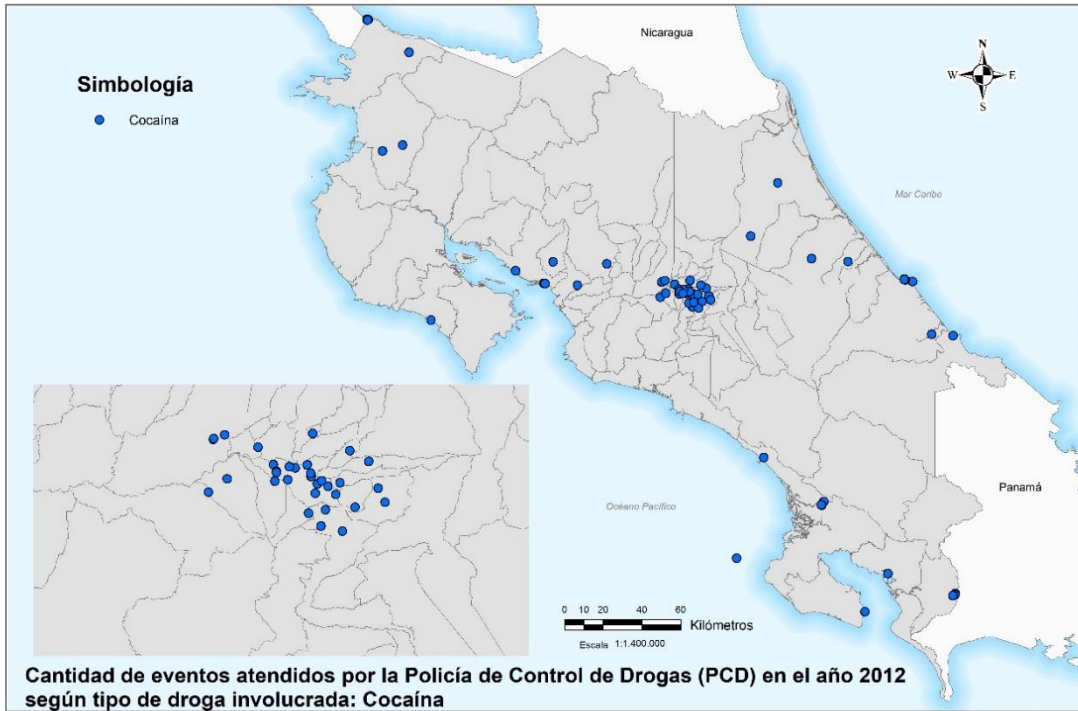 Nicaragua
N
W E
S
Simbología
Cocaína
Mar Caribe
Panamá
Océano Pacífico
0 10 20 40 60
Kilómetros
Escala 1:1.400.000
Cantidad de eventos atendidos por la Policía de Control de Drogas (PCD) en el año 2012
según tipo de droga involucrada: Cocaína